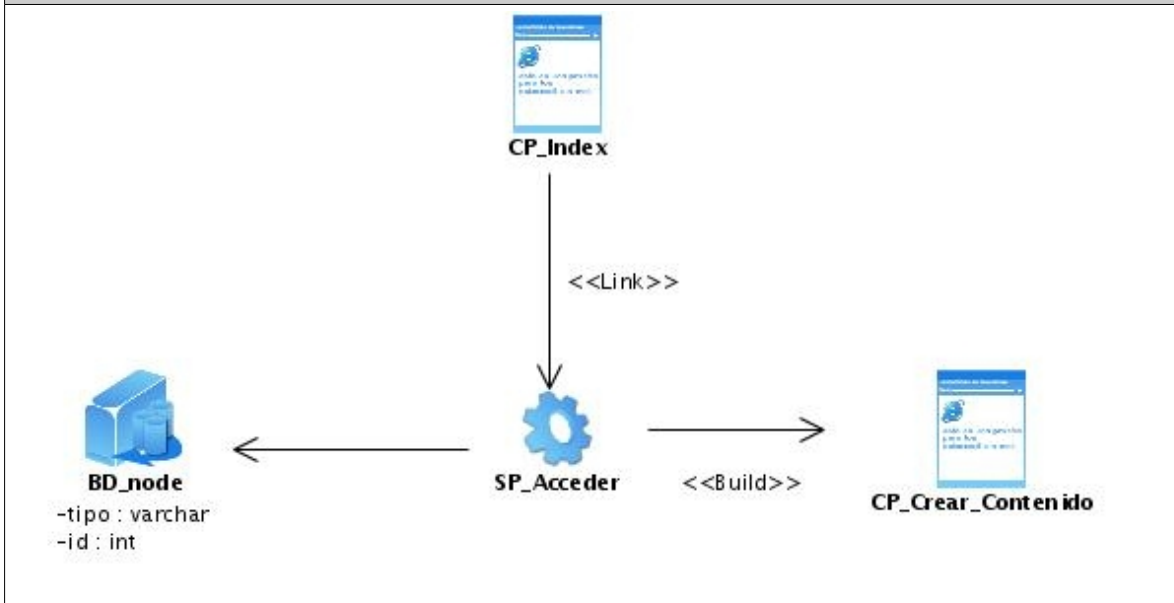 CP_Index
<<Link>>
BD_node
-tipo : varchar
-id : int
SP_Acceder
<<Build>>
CP_Crear_Contenido